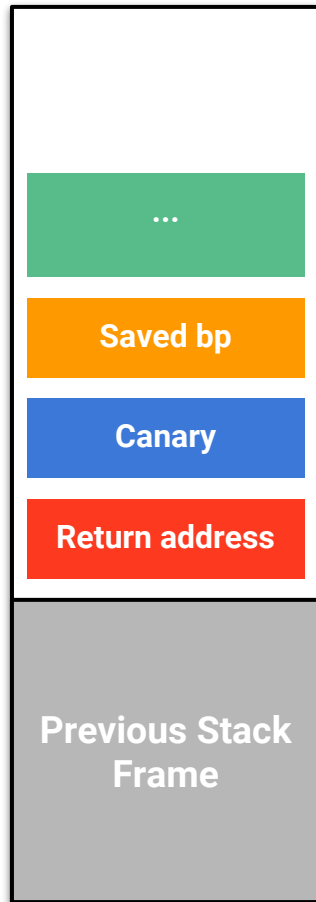 ...
Saved bp
Canary
Return address
Previous Stack
Frame